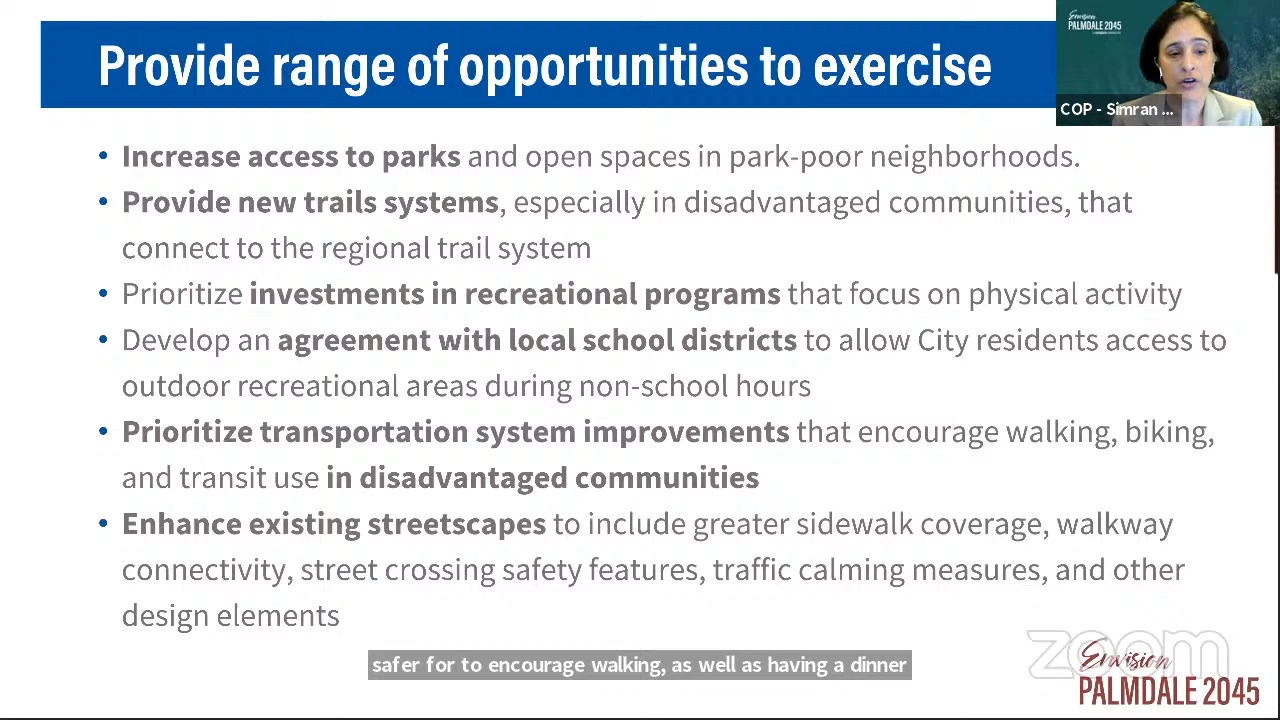 Provide range of opportunities to exercise
Envision
PALMDALE 2045
COP - Simran ...
• Increase access to parks and open spaces in park-poor neighborhoods.
• Provide new trails systems, especially in disadvantaged communities, that
connect to the regional trail system
• Prioritize investments in recreational programs that focus on physical activity
• Develop an agreement with local school districts to allow City residents access to
outdoor recreational areas during non-school hours
• Prioritize transportation system improvements that encourage walking, biking,
and transit use in disadvantaged communities
• Enhance existing streetscapes to include greater sidewalk coverage, walkway
connectivity, street crossing safety features, traffic calming measures, and other
design elements
safer for to encourage walking, as well as having a dinner
zoom
Envision
PALMDALE 2045